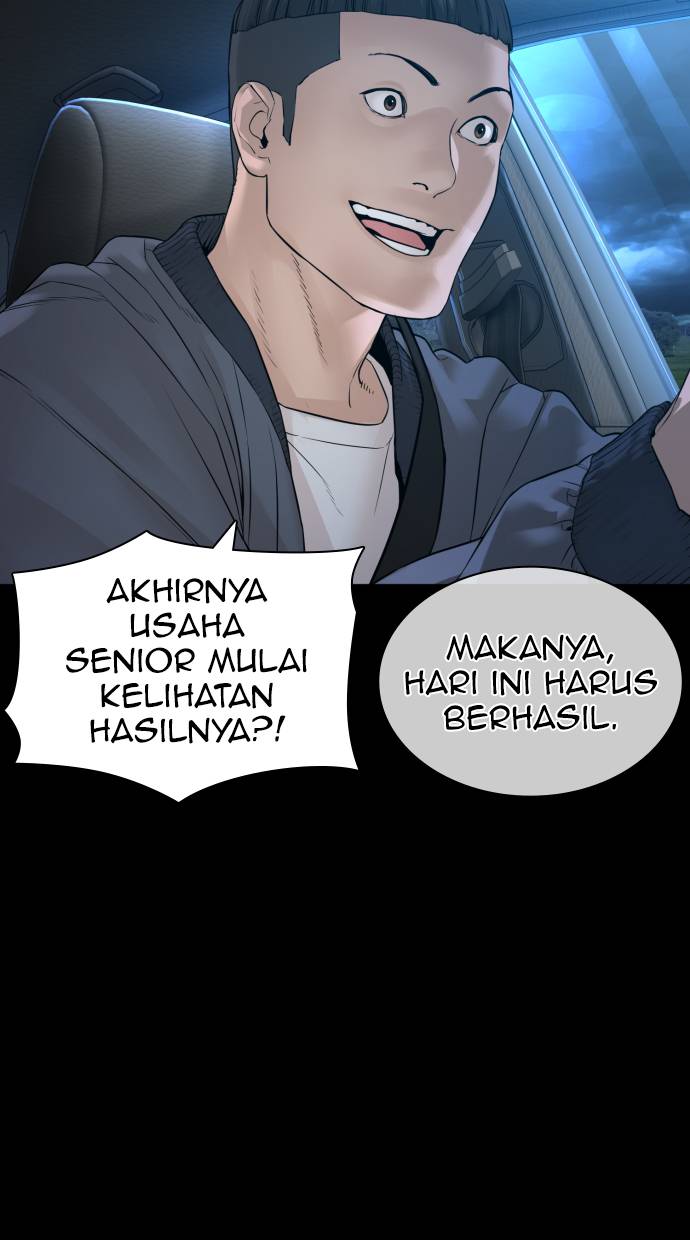 AKHIRNYA
USAHA
SENIOR MULAI
KELIHATAN
HASILNYA?!
MAKANYA,
HARI INI HARUS
BERHASIL.